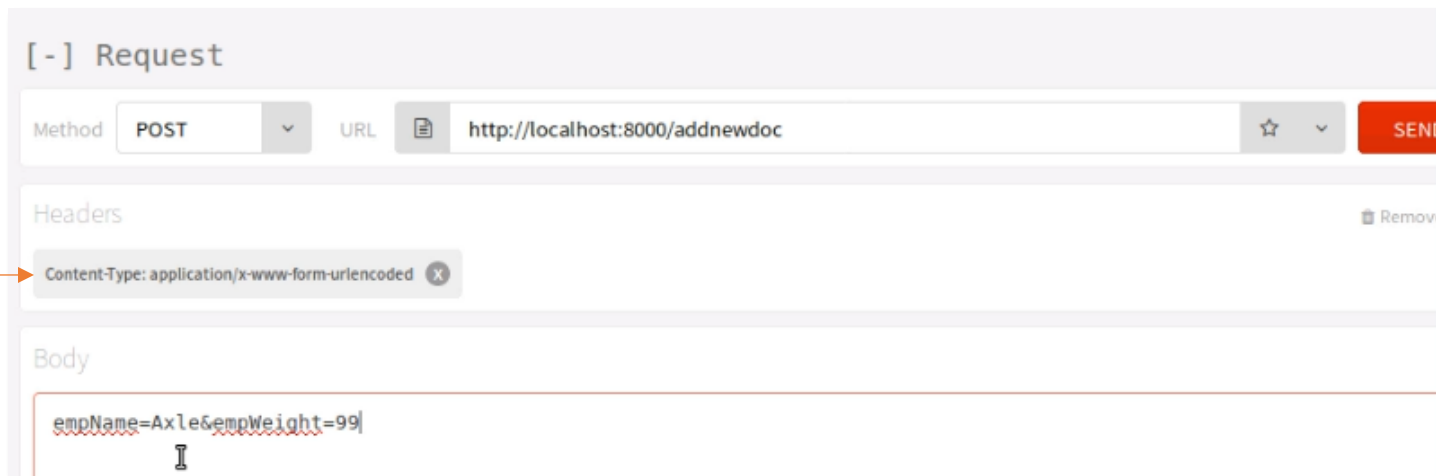 [-] Request
Method POST URL http://localhost:8000/addnewdoc
Headers
Content-Type: application/x-www-form-urlencoded X
Body
empName=Axle&empWeight=99